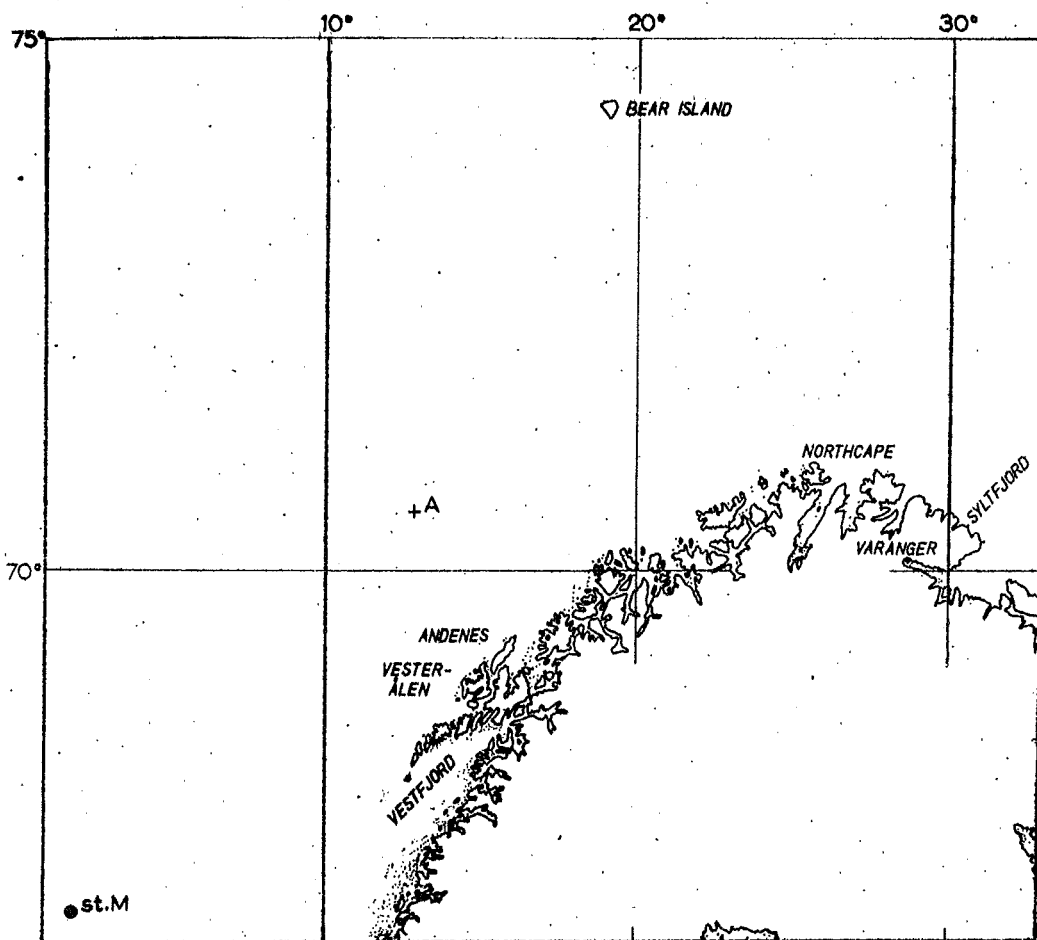 10°
20°
30°
75°
BEAR ISLAND
NORTHCAPE
SYLTFJORD
+A
VARANGER
70°
ANDENES
VESTER-
ÅLEN
VESTFJORD
st.M